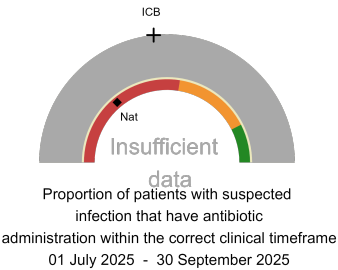 ICB
Nat
Insufficient
data
Proportion of patients with suspected
infection that have antibiotic
administration within the correct clinical timeframe
01 July 2025 - 30 September 2025